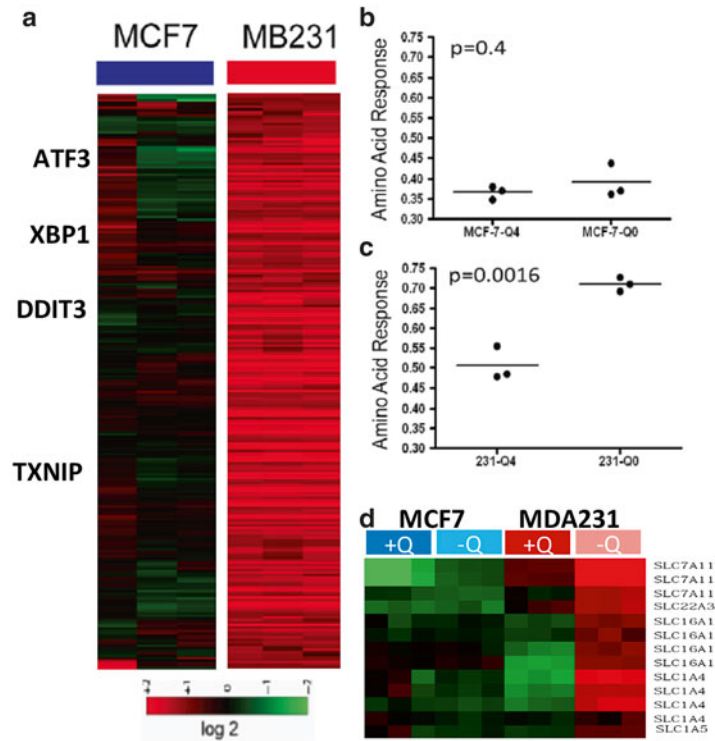 a
MCF7 MB231
ATF3
XBP1
DDIT3
TXNIP
+2 +1 0 -1 -2
log 2
b
p=0.4
Amino Acid Response
0.75
0.70
0.65
0.60
0.55
0.50
0.45
0.40
0.35
0.30
MCF-7-Q4 MCF-7-Q0
c
p=0.0016
Amino Acid Response
0.75
0.70
0.65
0.60
0.55
0.50
0.45
0.40
0.35
0.30
231-Q4 231-Q0
d
MCF7 MDA231
+Q -Q +Q -Q
SLC7A11
SLC7A11
SLC7A11
SLC22A3
SLC16A1
SLC16A1
SLC16A1
SLC16A1
SLC1A4
SLC1A4
SLC1A4
SLC1A4
SLC1A5